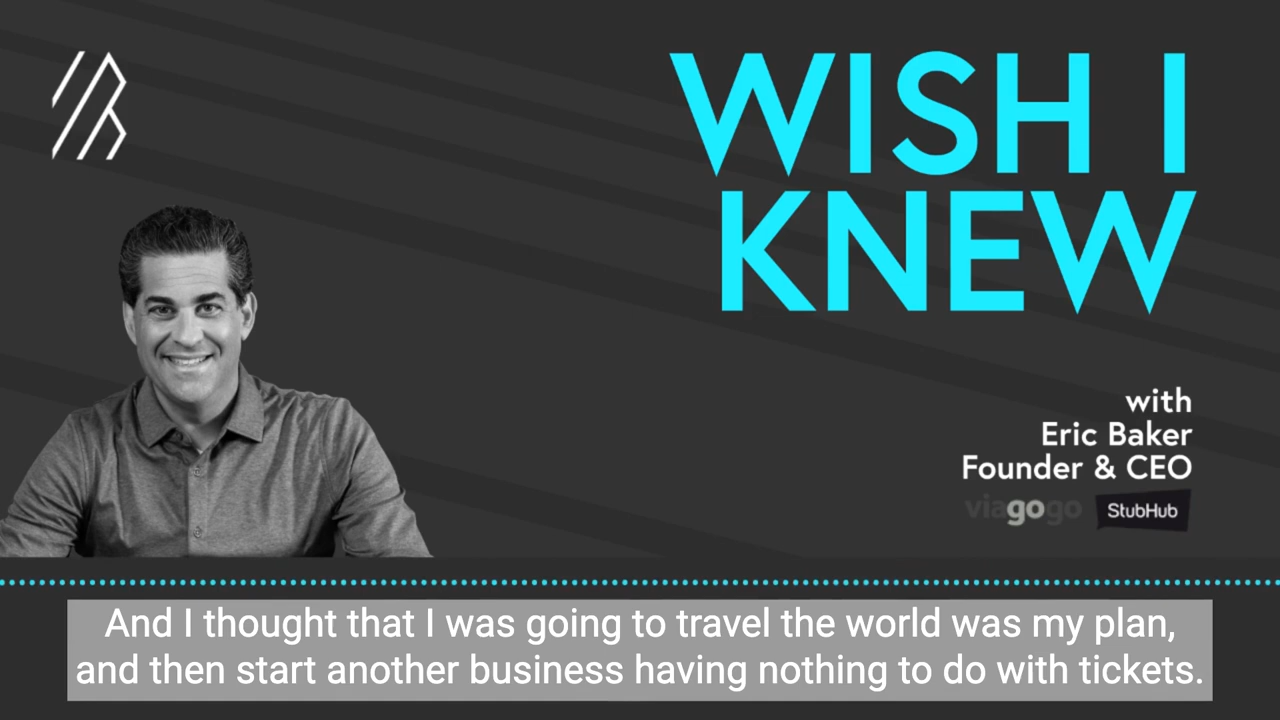 WISH I
KNEW
with
Eric Baker
Founder & CEO
viagogo StubHub
And I thought that I was going to travel the world was my plan,
and then start another business having nothing to do with tickets.